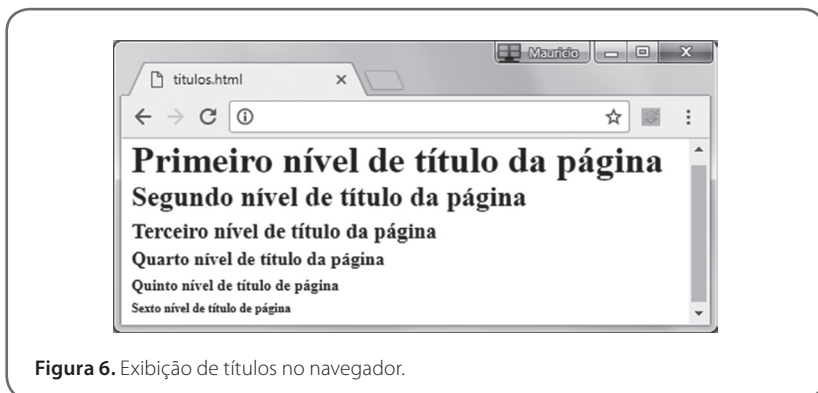 Mauricio
titulos.html
Primeiro nível de título da página
Segundo nível de título da página
Terceiro nível de título da página
Quarto nível de título da página
Quinto nível de título de página
Sexto nível de título de página
Figura 6. Exibição de títulos no navegador.